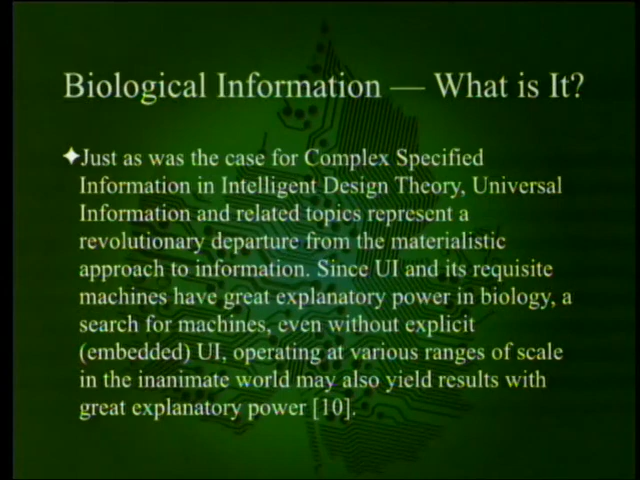 Biological Information — What is It?
✦Just as was the case for Complex Specified
Information in Intelligent Design Theory, Universal
Information and related topics represent a
revolutionary departure from the materialistic
approach to information. Since UI and its requisite
machines have great explanatory power in biology, a
search for machines, even without explicit
(embedded) UI, operating at various ranges of scale
in the inanimate world may also yield results with
great explanatory power [10].